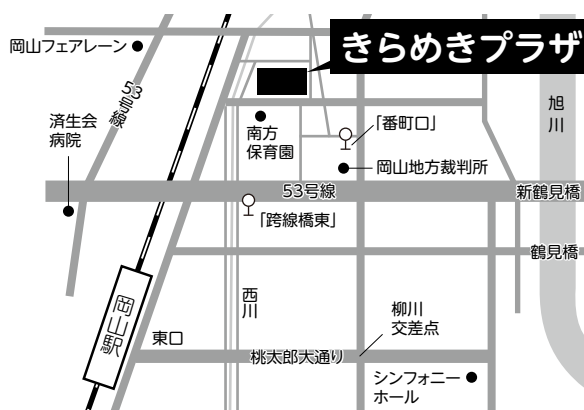 きらめきプラザ
岡山フェアレーン
53号線
済生会
病院
南方
保育園
「番町口」
旭川
岡山地方裁判所
53号線
新鶴見橋
「跨線橋東」
鶴見橋
岡山駅
西川
東口
柳川
交差点
桃太郎大通り
シンフォニー
ホール